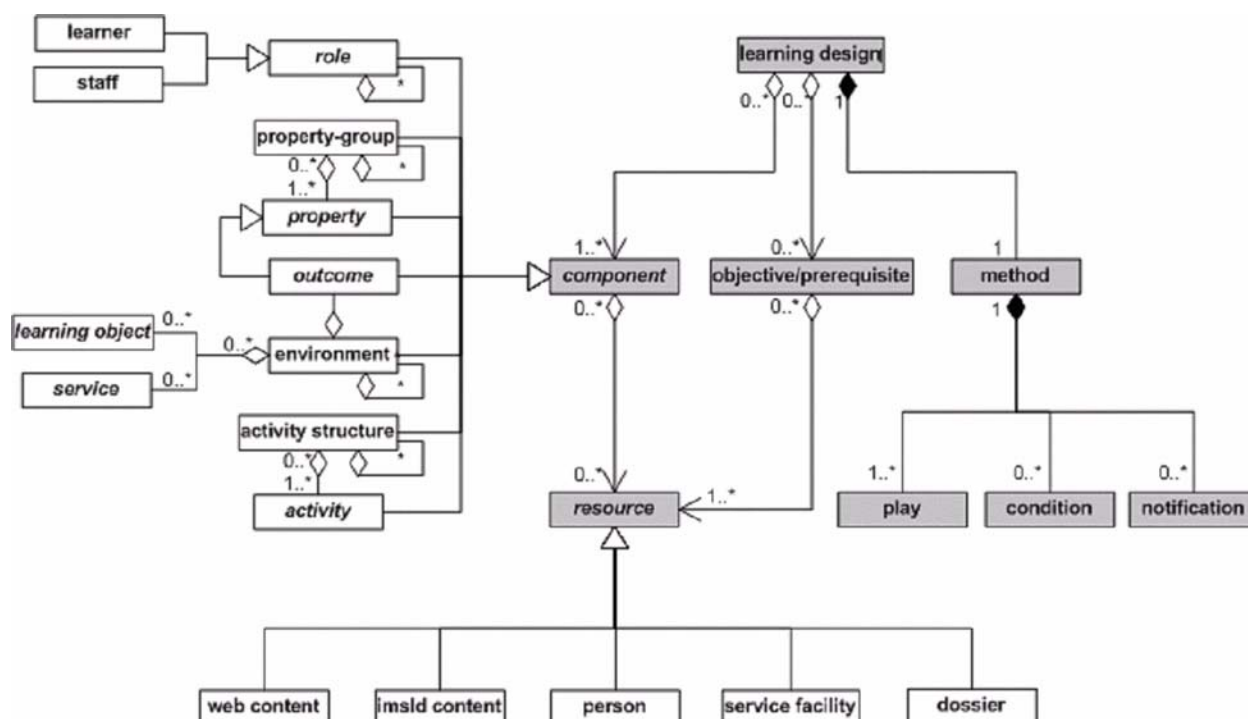 learner
role
learning design
staff
*
0..*
0..*
1
property-group
0..*
*
1..*
property
1..*
0..*
1
outcome
component
objective/prerequisite
method
0..*
0..*
1
learning object
0..*
0..*
environment
service
0..*
*
activity structure
0..*
*
1..*
0..*
1..*
1..*
0..*
0..*
activity
resource
play
condition
notification
web content
imsld content
person
service facility
dossier